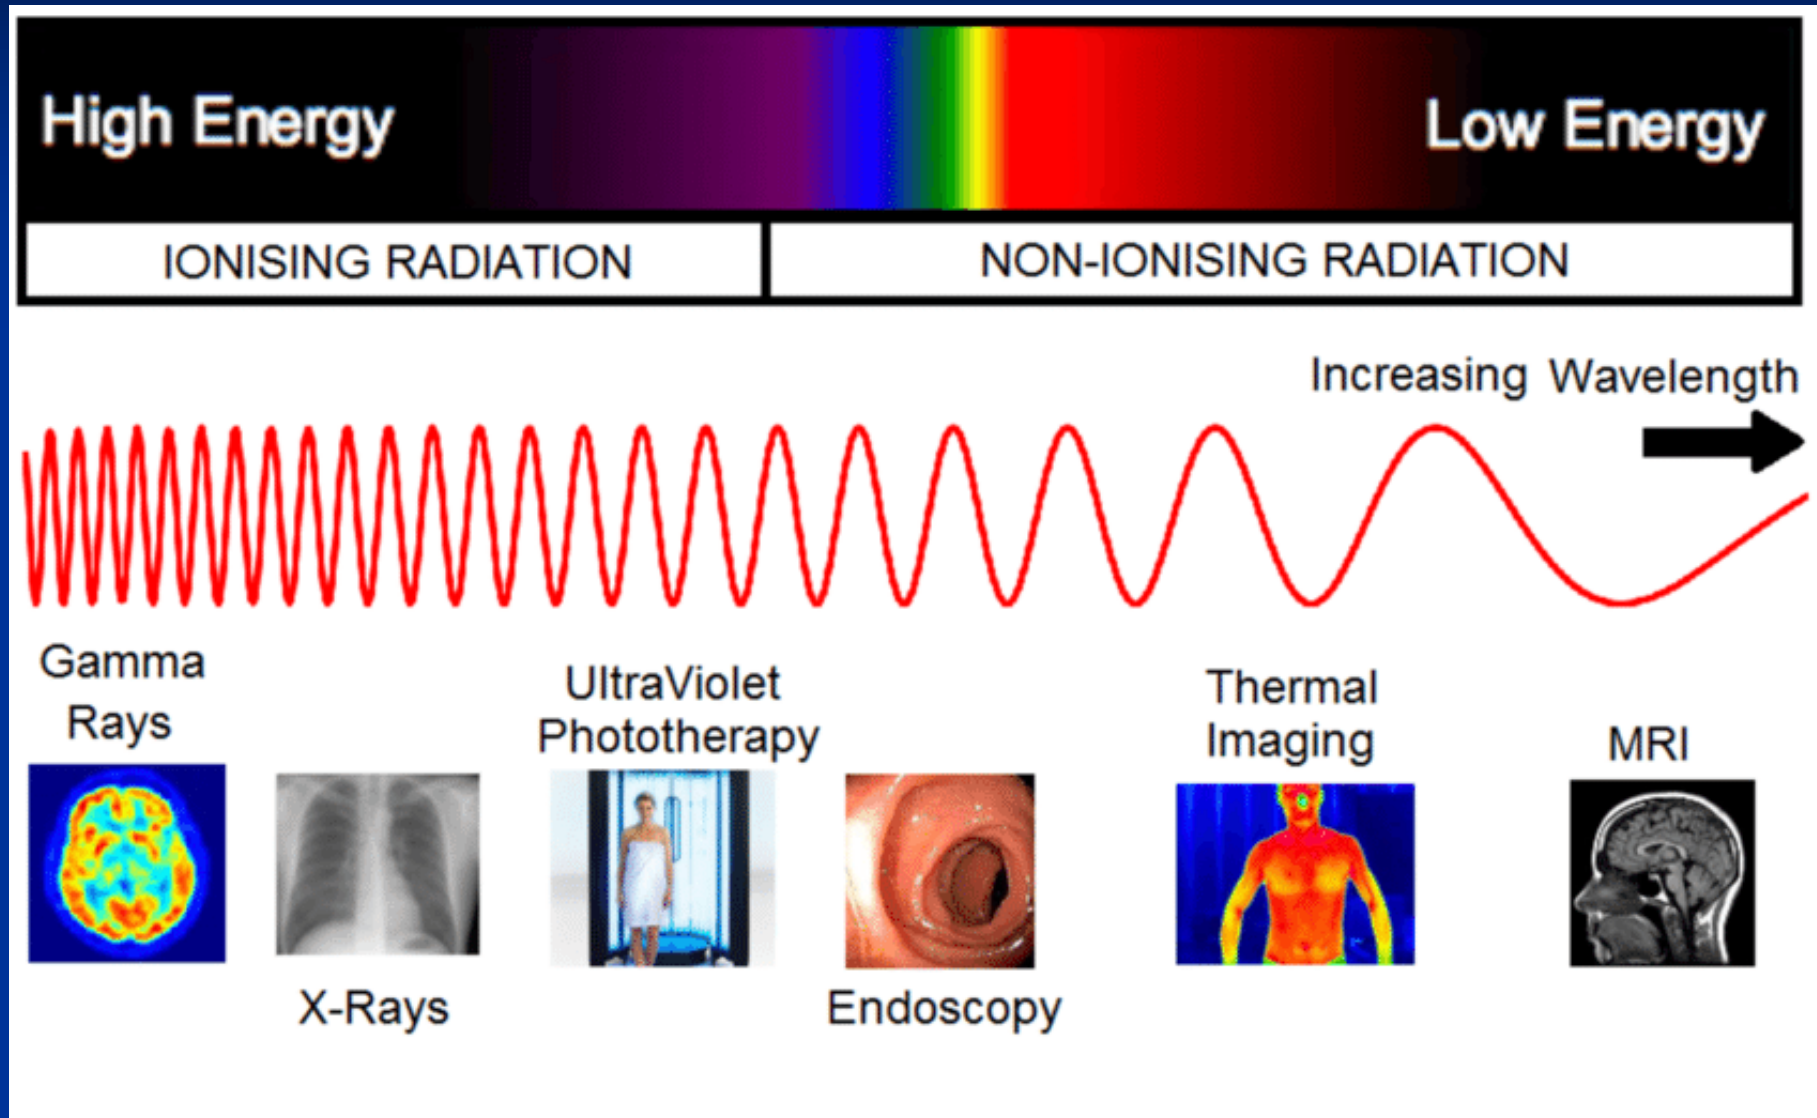 High Energy
Low Energy
IONISING RADIATION
NON-IONISING RADIATION
Increasing Wavelength
Gamma
Rays
UltraViolet
Phototherapy
Thermal
Imaging
MRI
X-Rays
Endoscopy